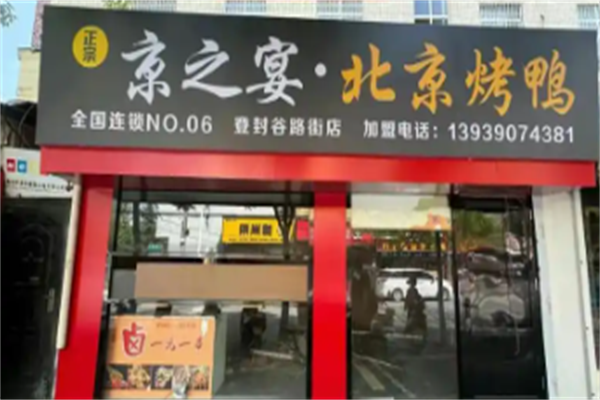 正宗
京之宴·北京烤鸭
全国连锁NO.06 登封谷路街店 加盟电话：13939074381
卤